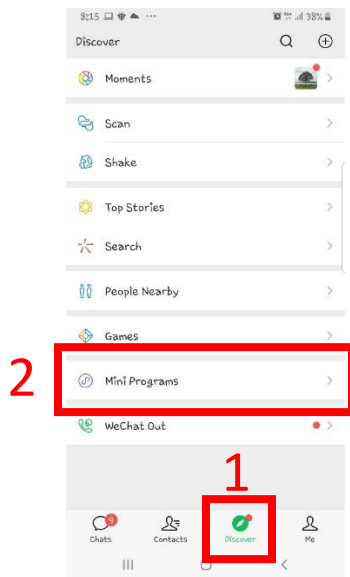 8:15 38%
Discover
Moments
Scan
Shake
Top Stories
Search
People Nearby
Games
2
Mini Programs
WeChat Out
1
9
Chats Contacts Discover Me